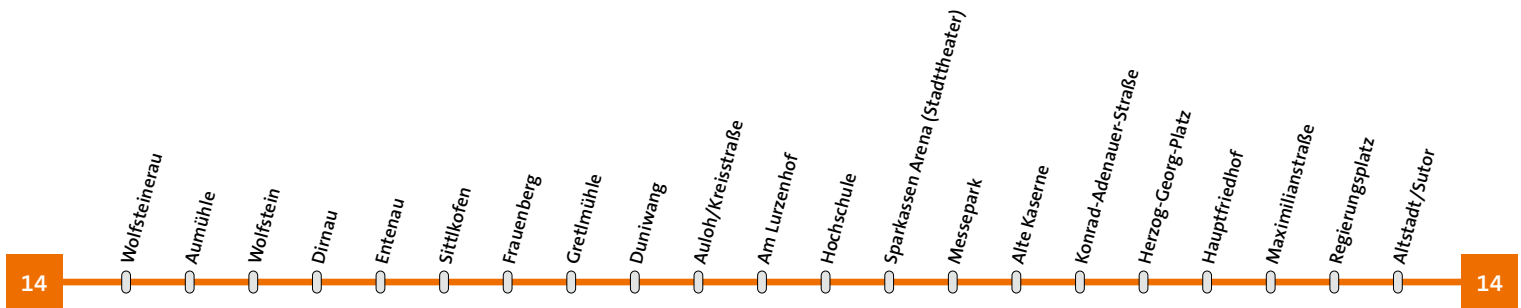 14
Wolfsteinerau
Aumühle
Wolfstein
Dirnau
Entenau
Sittlkofen
Frauenberg
Gretlmühle
Duniwang
Auloh/Kreisstraße
Am Lurzenhof
Hochschule
Sparkassen Arena (Stadttheater)
Messepark
Alte Kaserne
Konrad-Adenauer-Straße
Herzog-Georg-Platz
Hauptfriedhof
Maximilianstraße
Regierungsplatz
Altstadt/Sutor
14